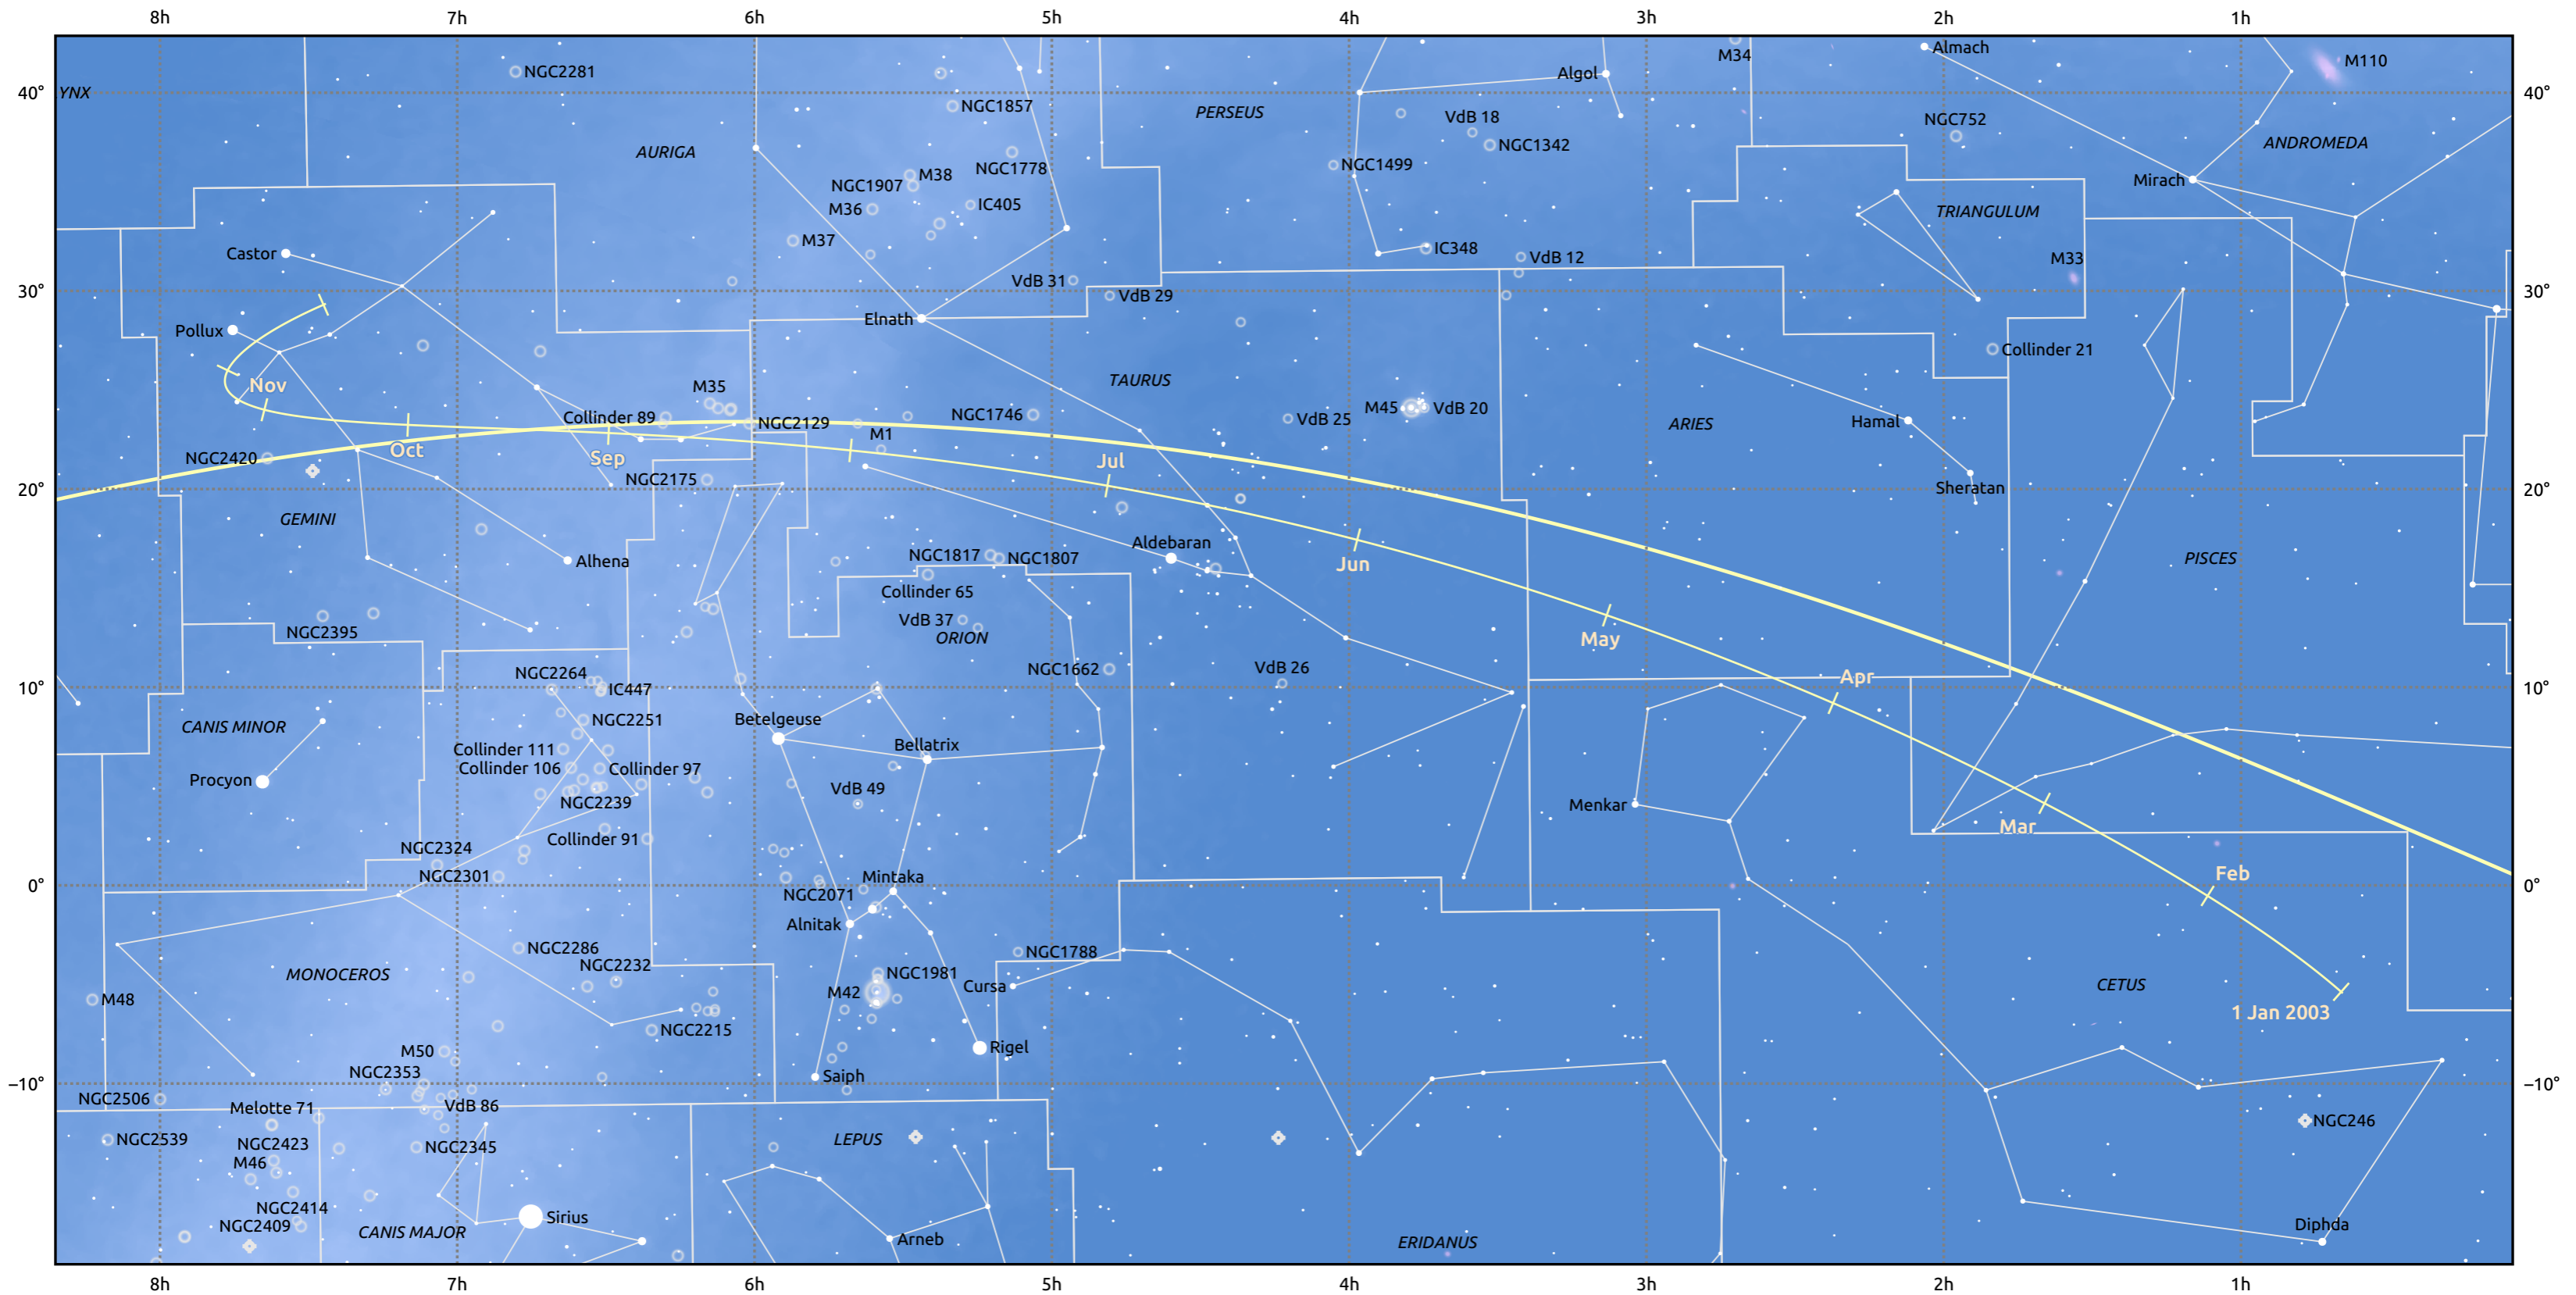 8h 7h 6h 5h 4h 3h 2h 1h
Almach
M34
M110
NGC2281
Algol
40° YNX 40°
NGC1857
PERSEUS
VdB 18
NGC752
ANDROMEDA
AURIGA
NGC1342
NGC1499
M38
NGC1778
NGC1907
Mirach
M36
IC405
TRIANGULUM
M37
Castor
IC348
VdB 12
M33
30° VdB 31 30°
VdB 29
Elnath
Pollux
Collinder 21
TAURUS
Nov
M35
M45
VdB 20
Collinder 89
NGC2129
NGC1746
VdB 25
ARIES
Hamal
M1
Oct
Sep
NGC2420
Jul
20° NGC2175 20°
Sheratan
GEMINI
Aldebaran
NGC1817
NGC1807
Alhena
Jun
PISCES
Collinder 65
VdB 37
NGC2395
ORION
May
NGC2264
NGC1662
VdB 26
Apr
10° IC447 10°
NGC2251
Betelgeuse
CANIS MINOR
Bellatrix
Collinder 111
Collinder 106
Collinder 97
Procyon
VdB 49
NGC2239
Menkar
Mar
Collinder 91
NGC2324
NGC2301
Mintaka
Feb
0° 0°
NGC2071
Alnitak
NGC2286
NGC1788
NGC2232
MONOCEROS
NGC1981
Cursa
CETUS
M42
M48
1 Jan 2003
NGC2215
M50
Rigel
NGC2353
Saiph
−10° −10°
NGC2506
Melotte 71
VdB 86
NGC246
NGC2539
NGC2423
NGC2345
LEPUS
M46
NGC2414
Sirius
NGC2409
CANIS MAJOR
Arneb
ERIDANUS
Diphda
8h 7h 6h 5h 4h 3h 2h 1h